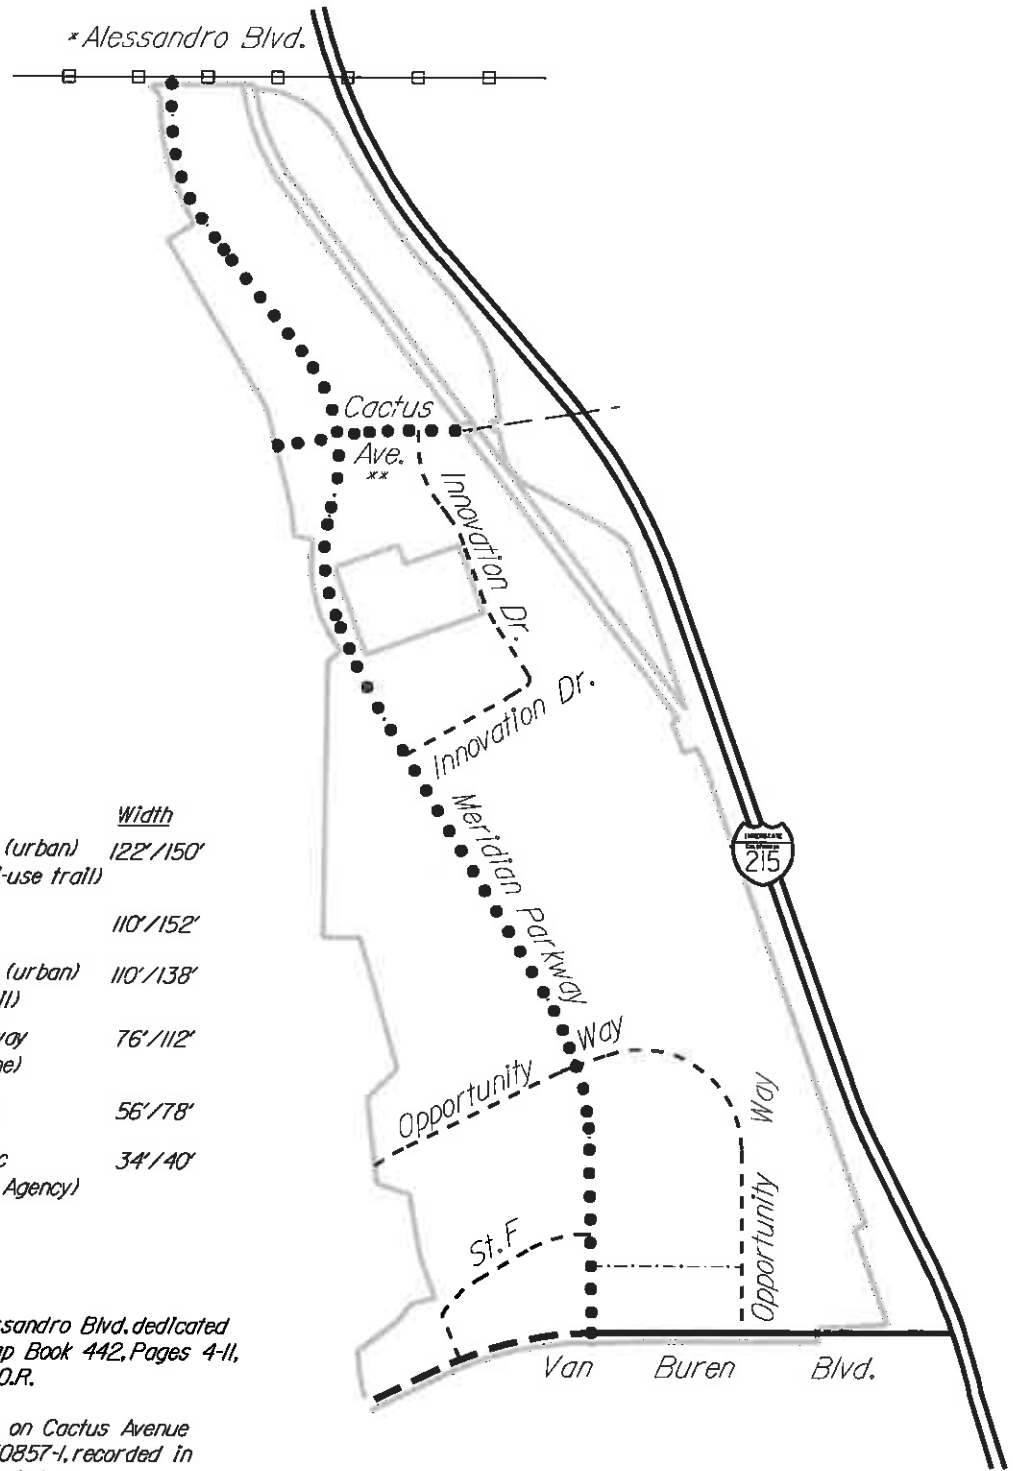 *Alessandro Blvd.
Cactus
Ave.
**
Innovation Dr.
Innovation Dr.
Meridian Parkway
215
Width
(urban) 122'/150'
-use trail)
110'/152'
(urban) 110'/138'
76'/112'
56'/78'
34'/40'
Agency)
Opportunity Way
Opportunity Way
St. F
Van Buren Blvd.
ssandro Blvd. dedicated
Book 442, Pages 4-11,
O.R.
on Cactus Avenue
0857-1, recorded in